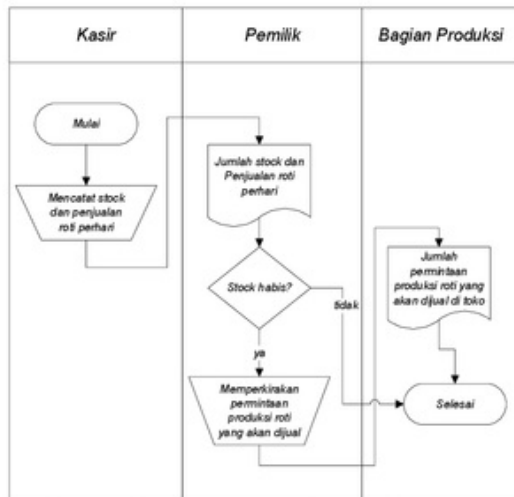 Kasir
Pemilik
Bagian Produksi
Mulai
Mencatat stock
dan penjualan
roti perhari
Jumlah stock dan
Penjualan roti
perhari
Stock habis?
tidak
ya
Memperkirakan
permintaan
produksi roti
yang akan dijual
Jumlah
permintaan
produksi roti yang
akan dijual di toko
Selesai